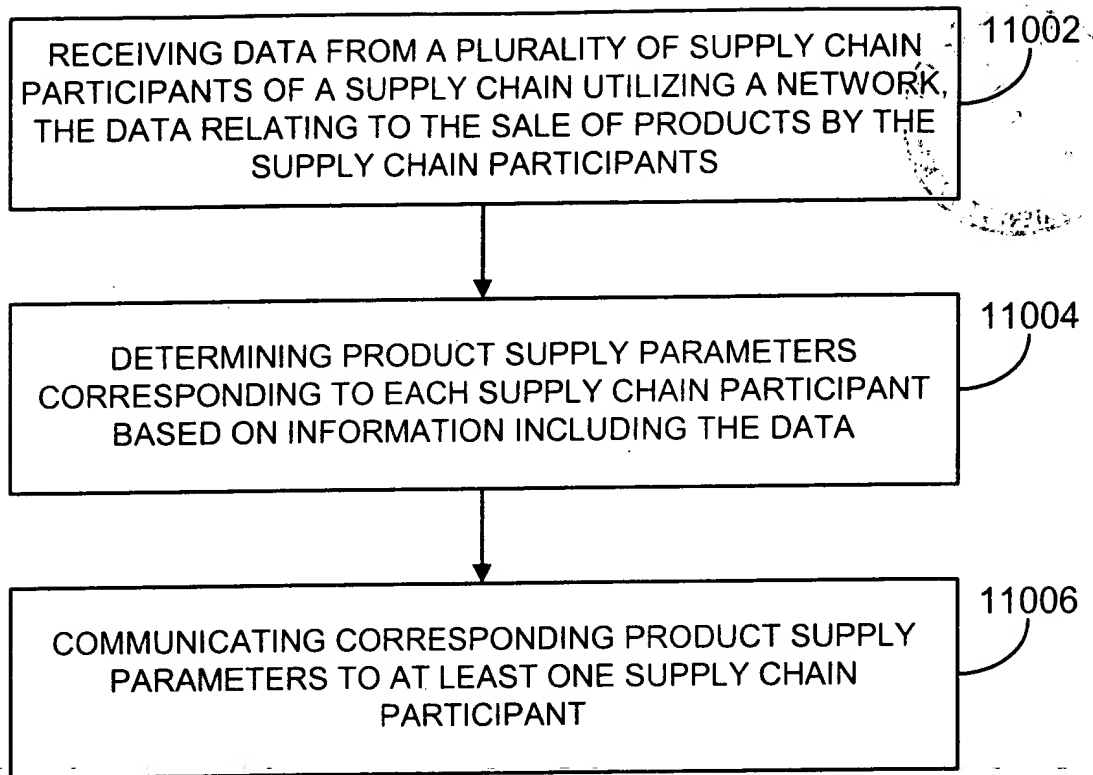 RECEIVING DATA FROM A PLURALITY OF SUPPLY CHAIN
PARTICIPANTS OF A SUPPLY CHAIN UTILIZING A NETWORK,
THE DATA RELATING TO THE SALE OF PRODUCTS BY THE
SUPPLY CHAIN PARTICIPANTS
11002
DETERMINING PRODUCT SUPPLY PARAMETERS
CORRESPONDING TO EACH SUPPLY CHAIN PARTICIPANT
BASED ON INFORMATION INCLUDING THE DATA
11004
COMMUNICATING CORRESPONDING PRODUCT SUPPLY
PARAMETERS TO AT LEAST ONE SUPPLY CHAIN
PARTICIPANT
11006